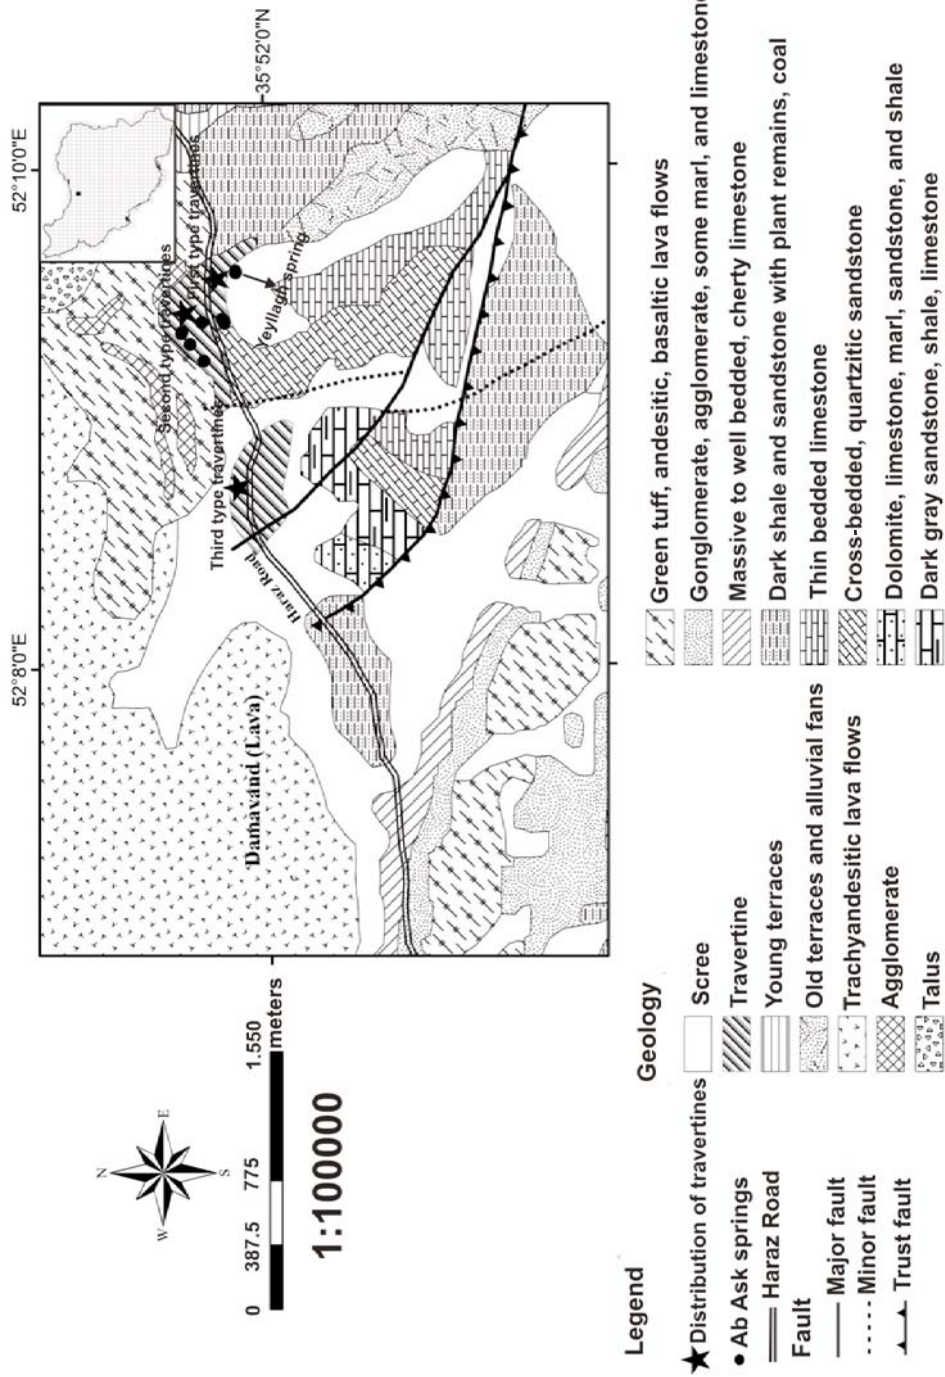 52°8'0"E
52°10'0"E
35°52'0"N
Second type travertines
First type travertines
Third type travertines
Yeyllagh spring
Haraz Road
Damavand (Lava)
N
W
E
S
0 387.5 775 1.550
meters
1:100000
Legend
Distribution of travertines
Ab Ask springs
Haraz Road
Fault
Major fault
Minor fault
Trust fault
Geology
Scree
Travertine
Young terraces
Old terraces and alluvial fans
Trachyandesitic lava flows
Agglomerate
Talus
Green tuff, andesitic, basaltic lava flows
Gonglomerate, agglomerate, some marl, and limestone
Massive to well bedded, cherty limestone
Dark shale and sandstone with plant remains, coal
Thin bedded limestone
Cross-bedded, quartzitic sandstone
Dolomite, limestone, marl, sandstone, and shale
Dark gray sandstone, shale, limestone